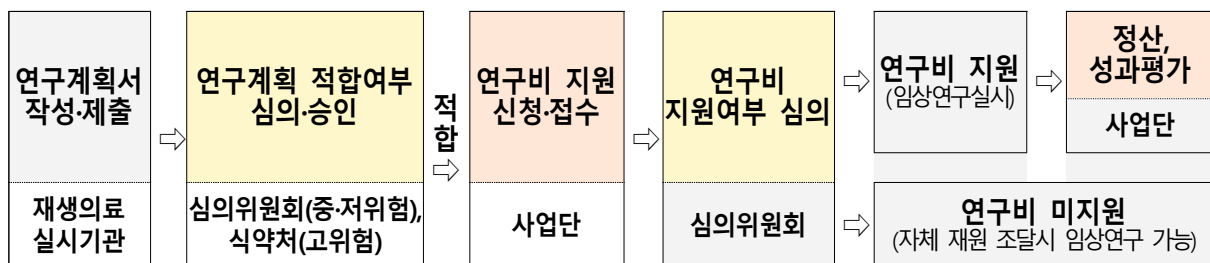 연구계획서
작성·제출
재생의료
실시기관
연구계획 적합여부
심의·승인
심의위원회(중·저위험),
식약처(고위험)
적
합
연구비 지원
신청·접수
사업단
연구비
지원여부 심의
심의위원회
연구비 지원
(임상연구실시)
정산,
성과평가
사업단
연구비 미지원
(자체 재원 조달시 임상연구 가능)